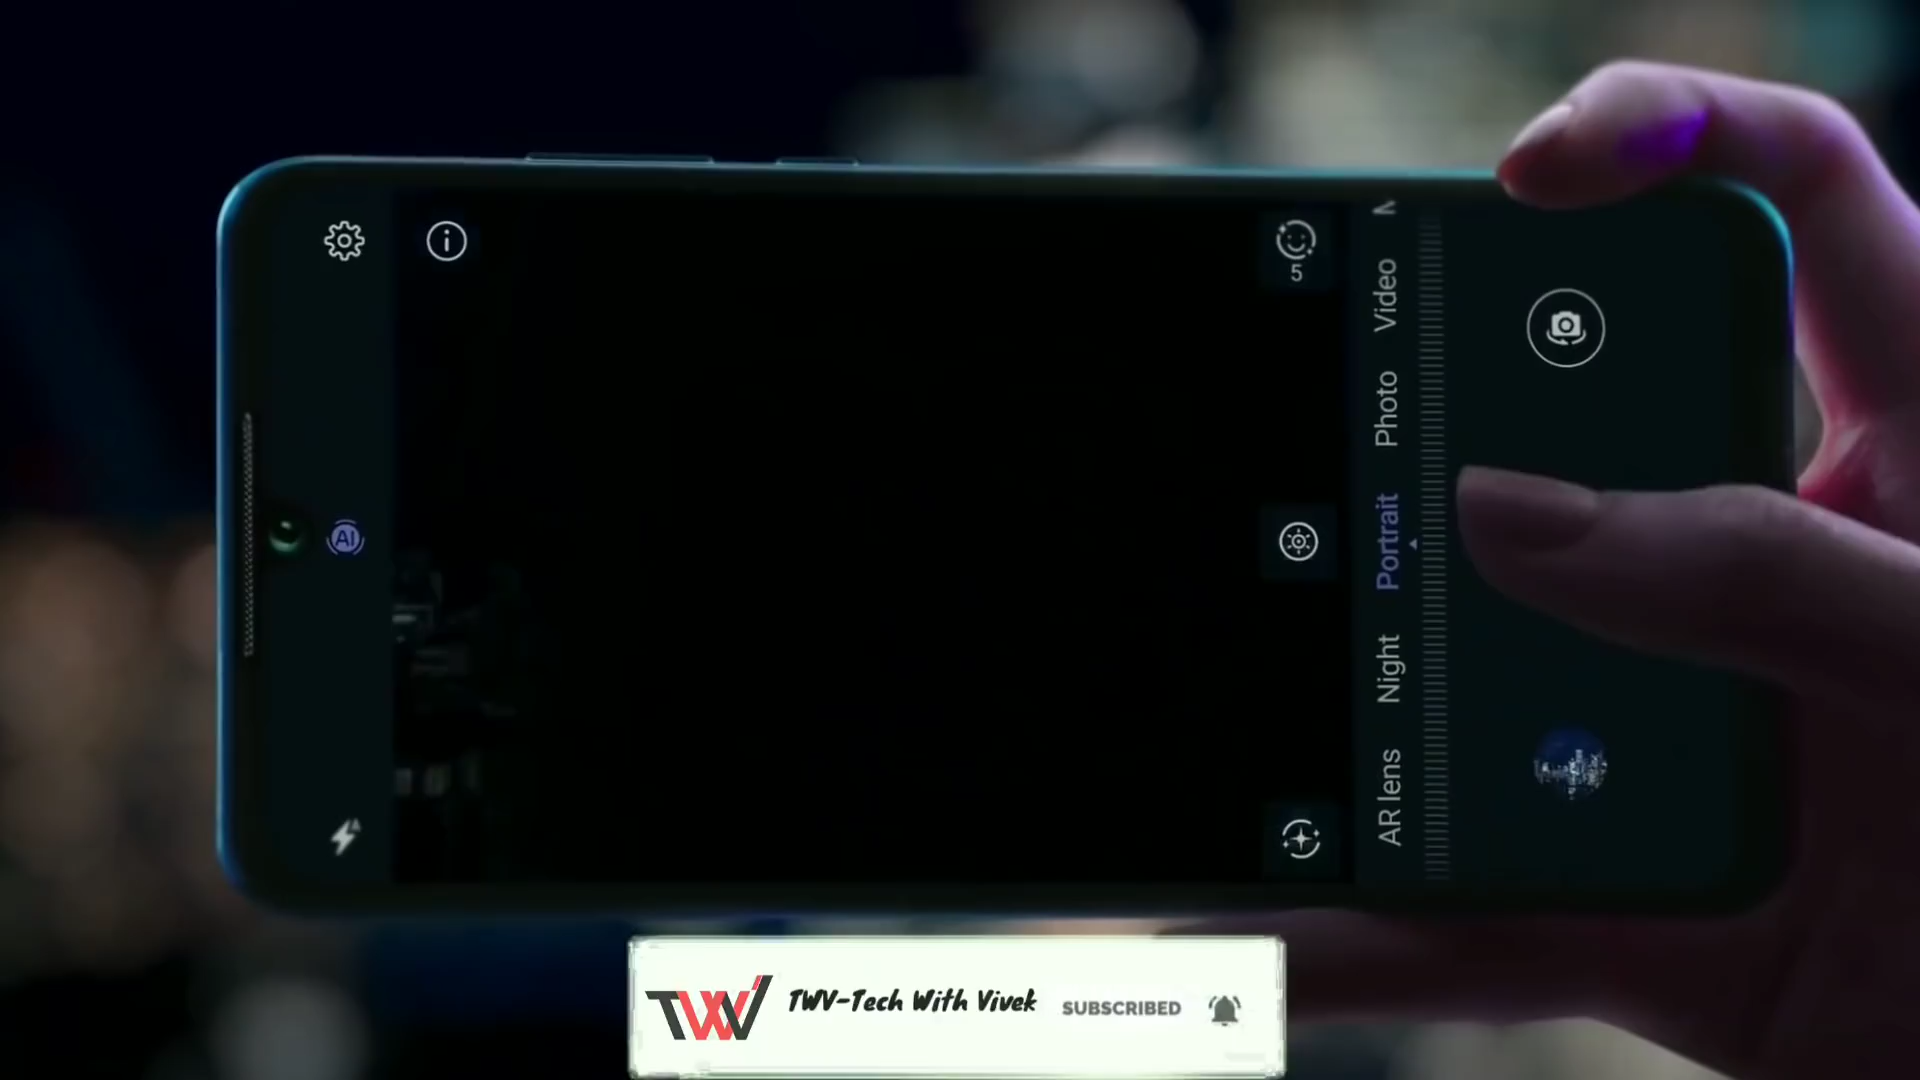 5
AI
A
M
Video
Photo
Portrait
Night
AR lens
TWV
TWV-Tech With Vivek
SUBSCRIBED